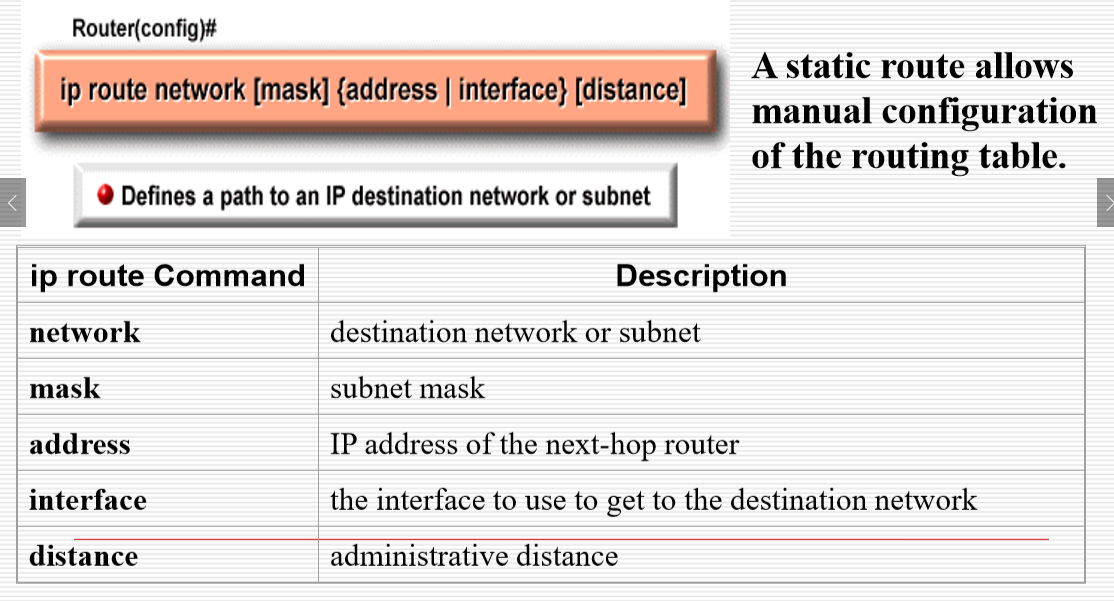 Router(config)#
ip route network [mask] {address | interface} [distance]
Defines a path to an IP destination network or subnet
A static route allows
manual configuration
of the routing table.
ip route Command Description
network destination network or subnet
mask subnet mask
address IP address of the next-hop router
interface the interface to use to get to the destination network
distance administrative distance